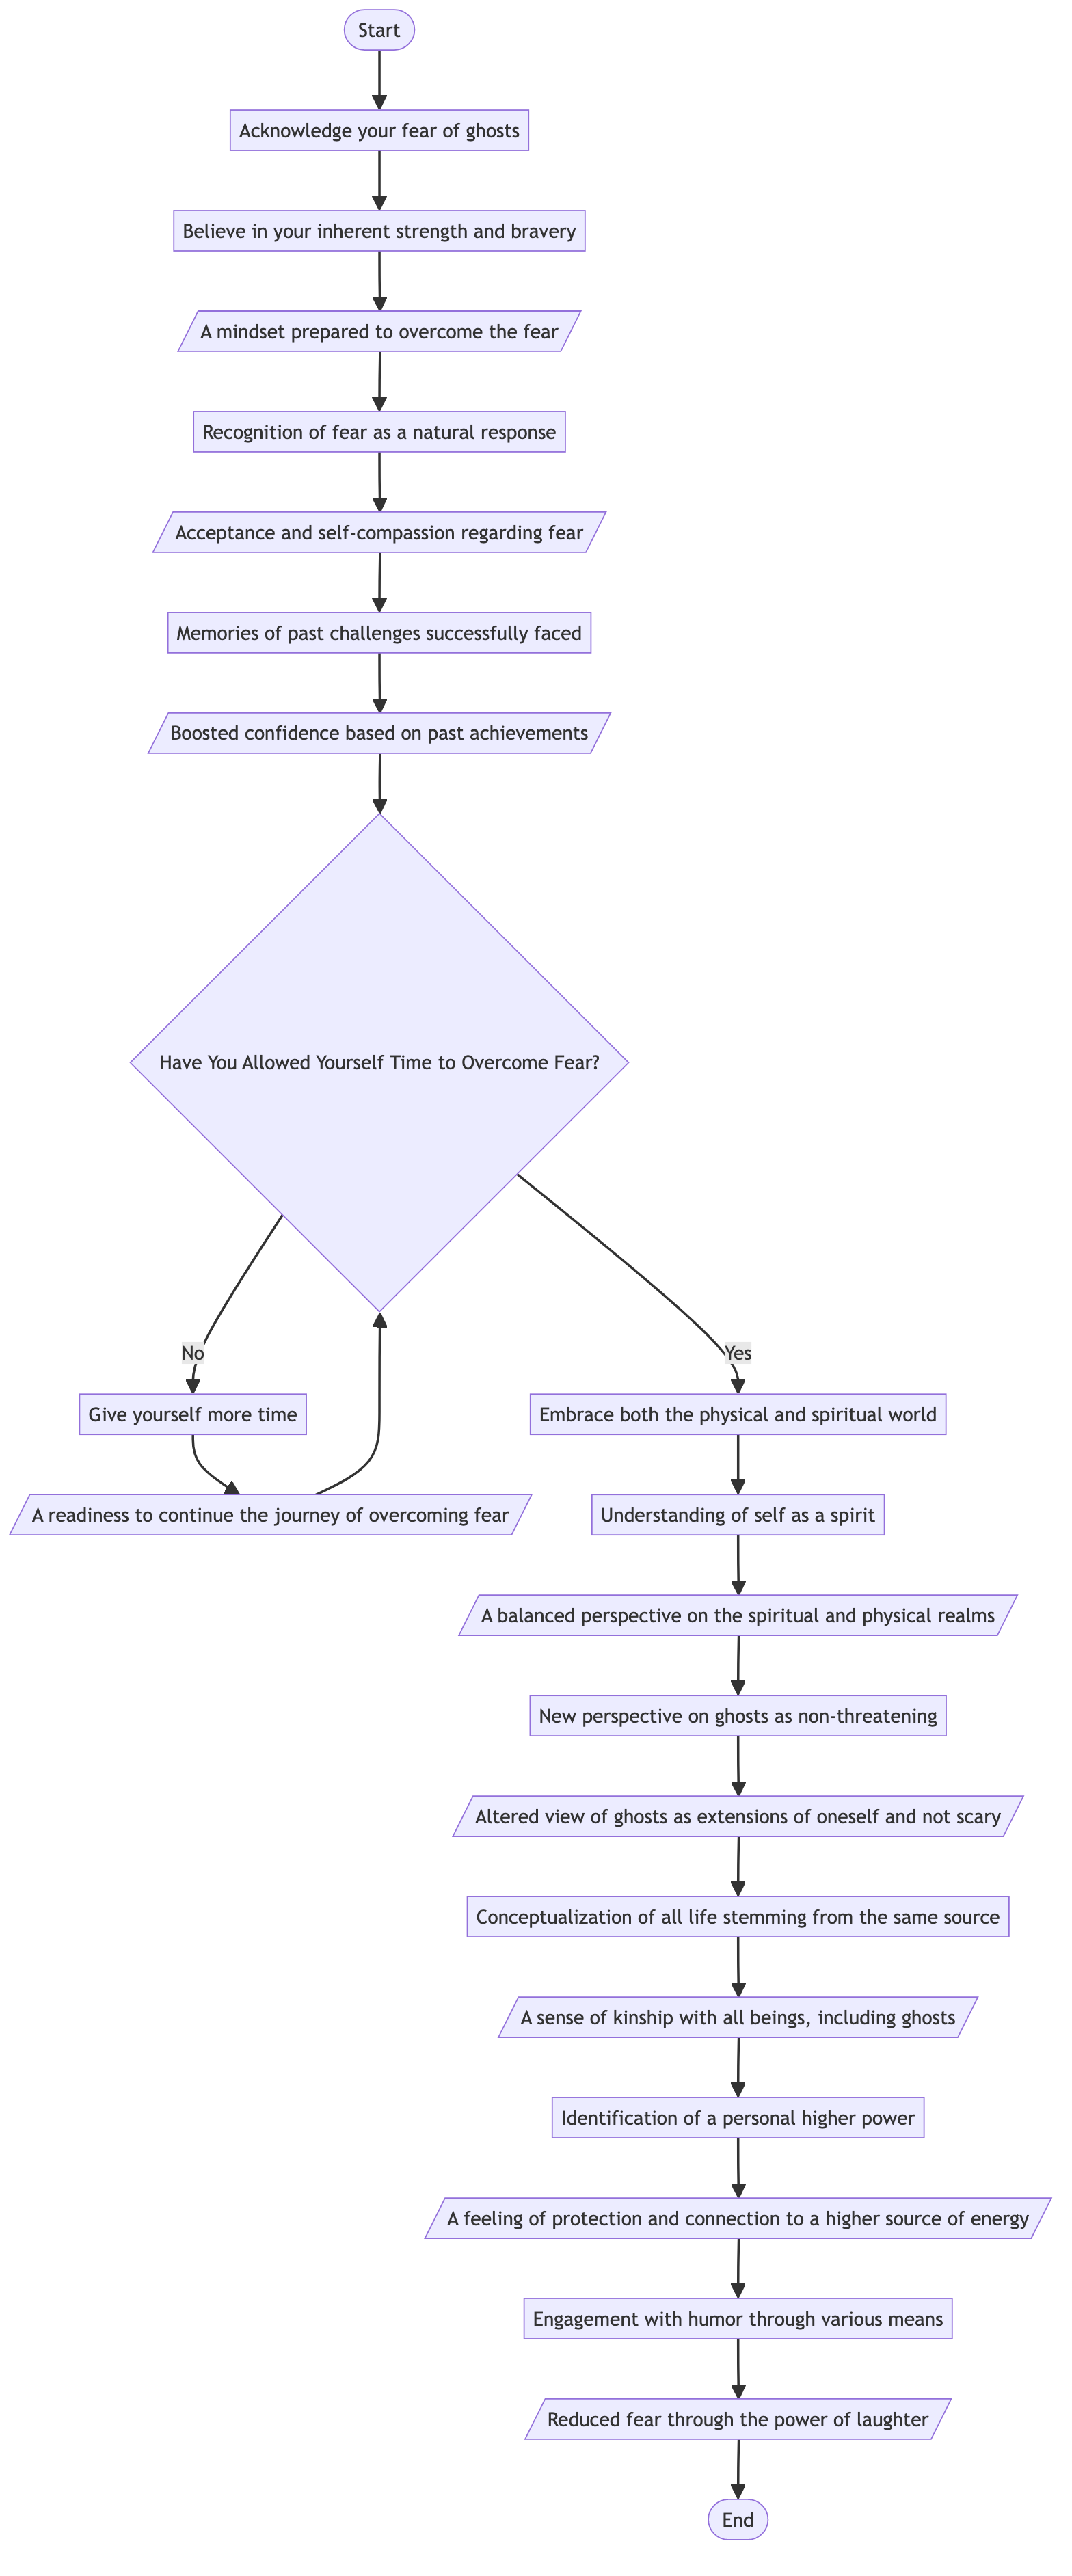 Start
Acknowledge your fear of ghosts
Believe in your inherent strength and bravery
A mindset prepared to overcome the fear
Recognition of fear as a natural response
Acceptance and self-compassion regarding fear
Memories of past challenges successfully faced
Boosted confidence based on past achievements
Have You Allowed Yourself Time to Overcome Fear?
No
Yes
Give yourself more time
Embrace both the physical and spiritual world
A readiness to continue the journey of overcoming fear
Understanding of self as a spirit
A balanced perspective on the spiritual and physical realms
New perspective on ghosts as non-threatening
Altered view of ghosts as extensions of oneself and not scary
Conceptualization of all life stemming from the same source
A sense of kinship with all beings, including ghosts
Identification of a personal higher power
A feeling of protection and connection to a higher source of energy
Engagement with humor through various means
Reduced fear through the power of laughter
End